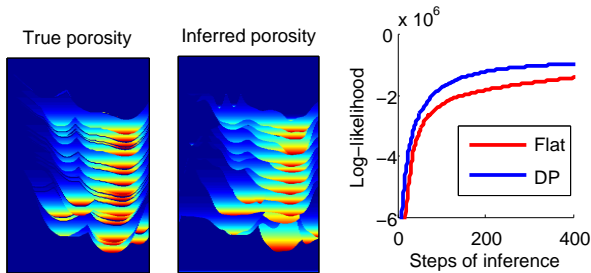 True porosity
Inferred porosity
x 10^6
0
−2
−4
−6
Log−likelihood
Flat
DP
0
200
400
Steps of inference